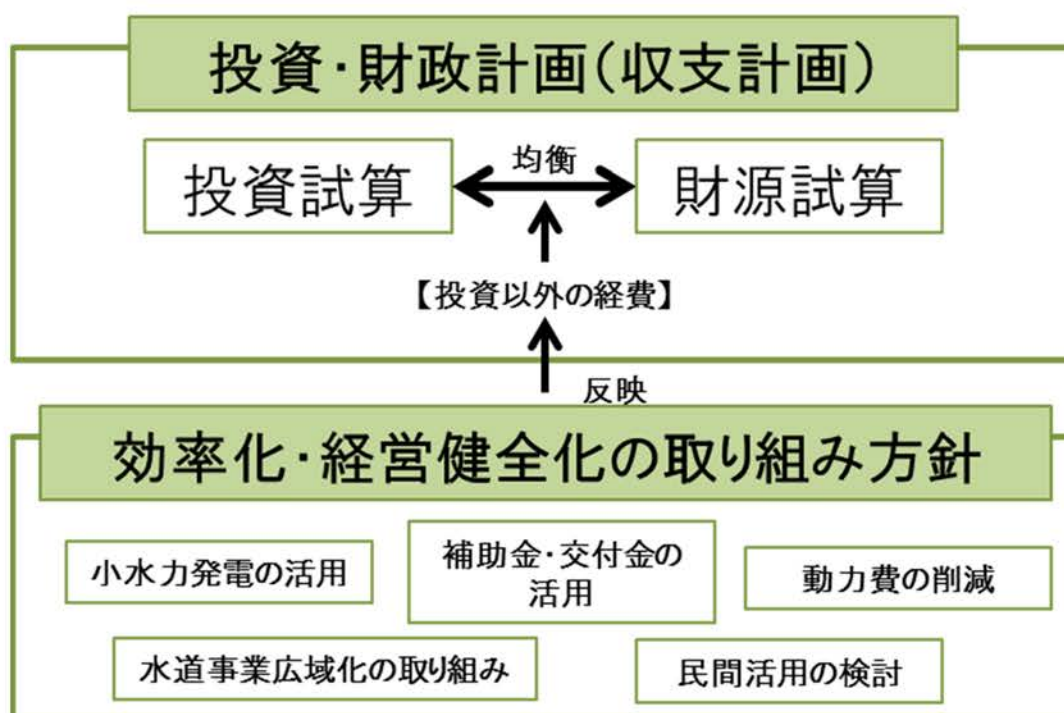 投資・財政計画（収支計画）
投資試算
均衡
財源試算
【投資以外の経費】
反映
効率化・経営健全化の取り組み方針
小水力発電の活用
補助金・交付金の
活用
動力費の削減
水道事業広域化の取り組み
民間活用の検討